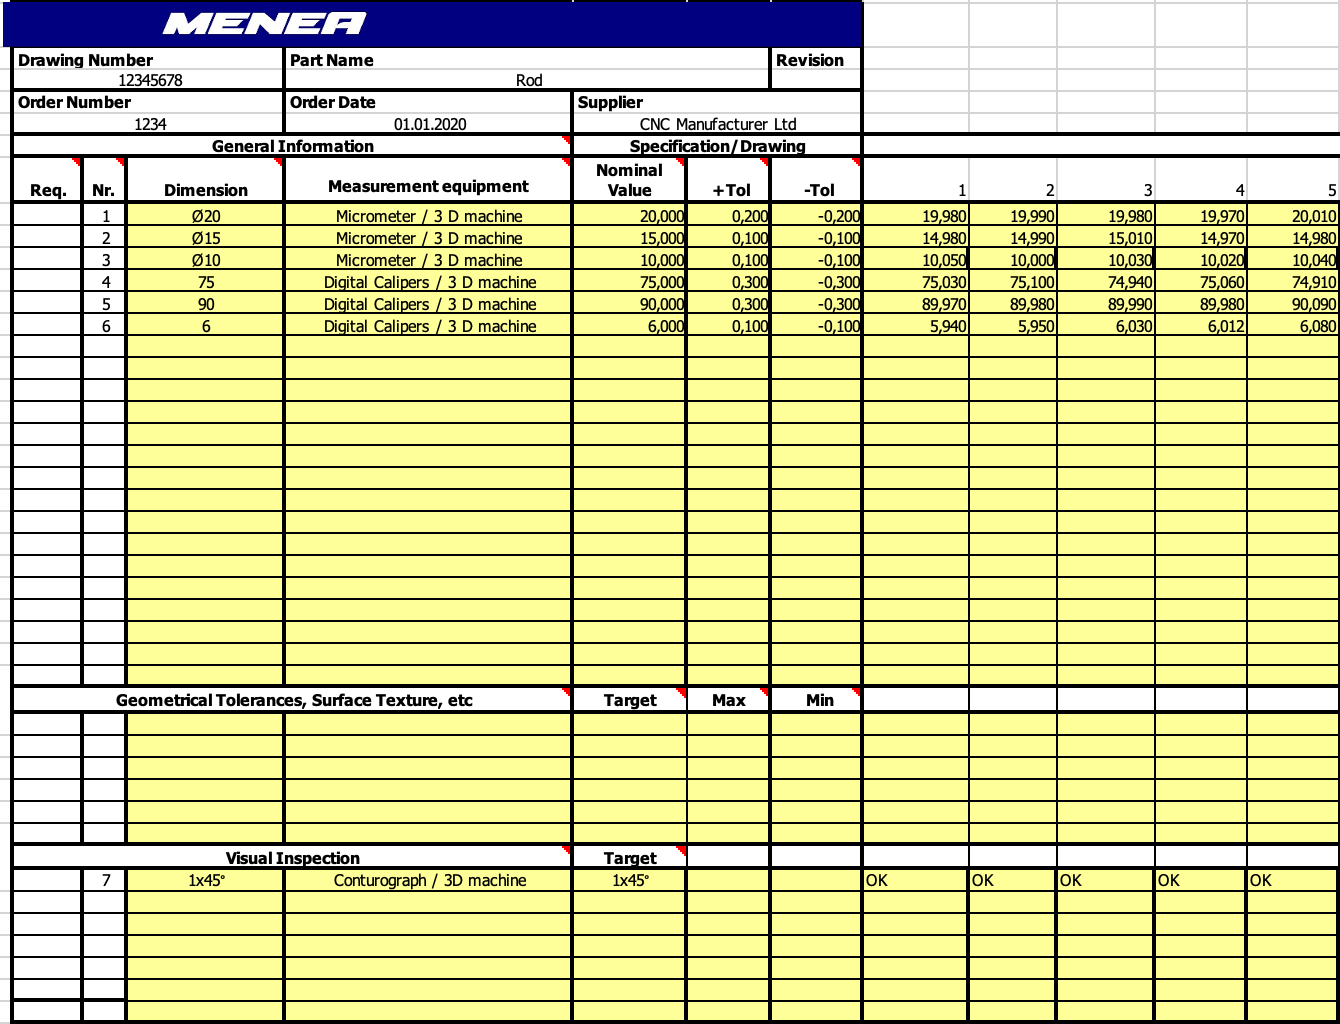 MENEA
Drawing Number Part Name Revision
12345678 Rod
Order Number Order Date Supplier
1234 01.01.2020 CNC Manufacturer Ltd
General Information Specification/Drawing
Req. Nr. Dimension Measurement equipment Nominal Value +Tol -Tol 1 2 3 4 5
1 Ø20 Micrometer / 3 D machine 20,000 0,200 -0,200 19,980 19,990 19,980 19,970 20,010
2 Ø15 Micrometer / 3 D machine 15,000 0,100 -0,100 14,980 14,990 15,010 14,970 14,980
3 Ø10 Micrometer / 3 D machine 10,000 0,100 -0,100 10,050 10,000 10,030 10,020 10,040
4 75 Digital Calipers / 3 D machine 75,000 0,300 -0,300 75,030 75,100 74,940 75,060 74,910
5 90 Digital Calipers / 3 D machine 90,000 0,300 -0,300 89,970 89,980 89,990 89,980 90,090
6 6 Digital Calipers / 3 D machine 6,000 0,100 -0,100 5,940 5,950 6,030 6,012 6,080
Geometrical Tolerances, Surface Texture, etc Target Max Min
Visual Inspection Target
7 1x45° Conturograph / 3D machine 1x45° OK OK OK OK OK